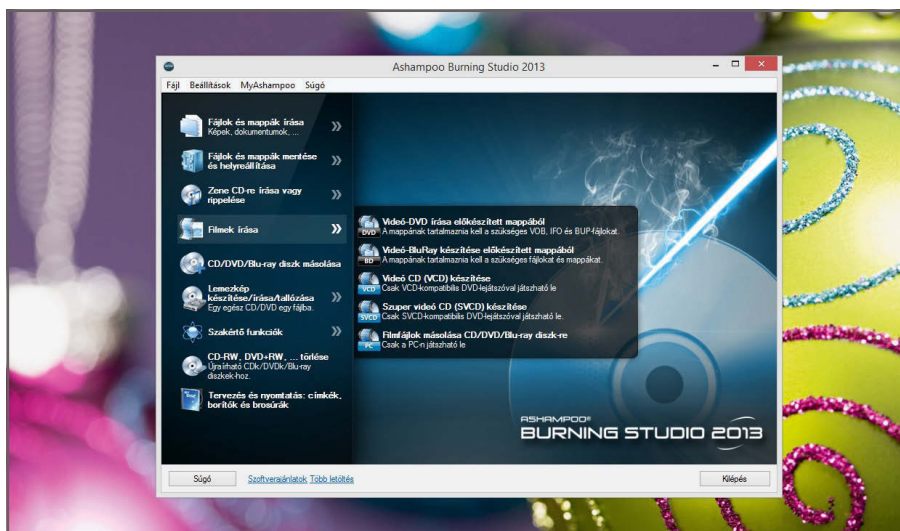 Ashampoo Burning Studio 2013
Fájl Beállítások MyAshampoo Súgó
Fájlok és mappák írása
Képek, dokumentumok, ...
Fájlok és mappák mentése
és helyreállítása
Zene CD-re írása vagy
rippelése
Filmek írása
CD/DVD/Blu-ray diszk másolása
Lemezkép
készítése/írása/tallózása
Egy egész CD/DVD egy fájlba.
Szakértő funkciók
CD-RW, DVD+RW, ... törlése
Újraírható CDk/DVDk/Blu-ray
diszkek-hoz.
Tervezés és nyomtatás: címkék,
borítók és brosúrák
DVD
Videó-DVD írása előkészített mappából
A mappának tartalmaznia kell a szükséges VOB, IFO és BUP-fájlokat.
BD
Videó-BluRay készítése előkészített mappából
A mappának tartalmaznia kell a szükséges fájlokat és mappákat.
VCD
Videó CD (VCD) készítése
Csak VCD-kompatibilis DVD-lejátszóval játszható le
SVCD
Szuper videó CD (SVCD) készítése
Csak SVCD-kompatibilis DVD-lejátszóval játszható le.
PC
Filmfájlok másolása CD/DVD/Blu-ray diszk-re
Csak a PC-n játszható le
ASHAMPOO®
BURNING STUDIO 2013
Súgó
Szoftverajánlatok Több letöltés
Kilépés